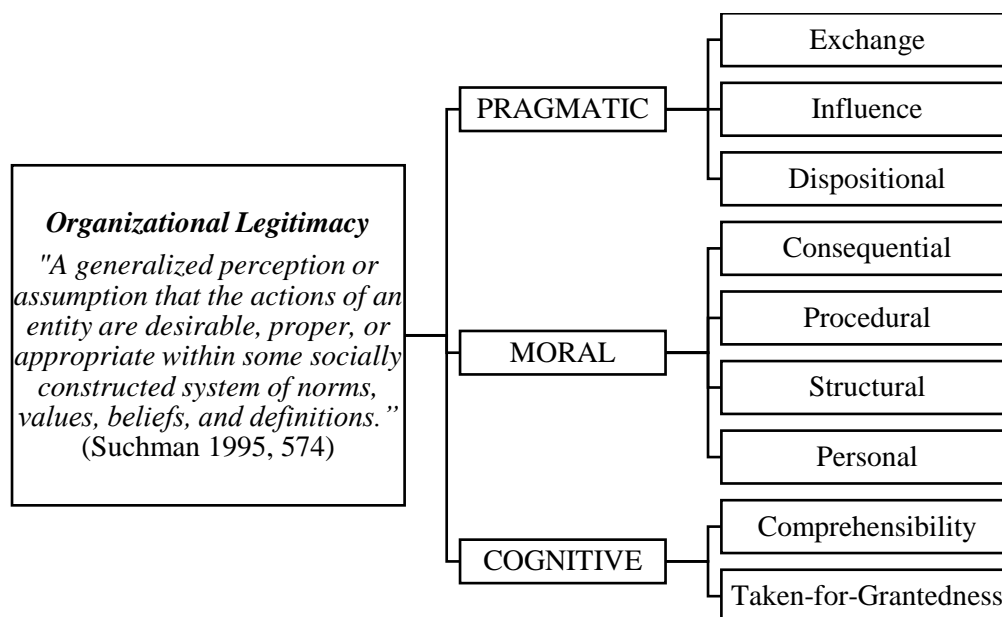 Organizational Legitimacy
"A generalized perception or
assumption that the actions of an
entity are desirable, proper, or
appropriate within some socially
constructed system of norms,
values, beliefs, and definitions.”
(Suchman 1995, 574)
PRAGMATIC
Exchange
Influence
Dispositional
MORAL
Consequential
Procedural
Structural
Personal
COGNITIVE
Comprehensibility
Taken-for-Grantedness